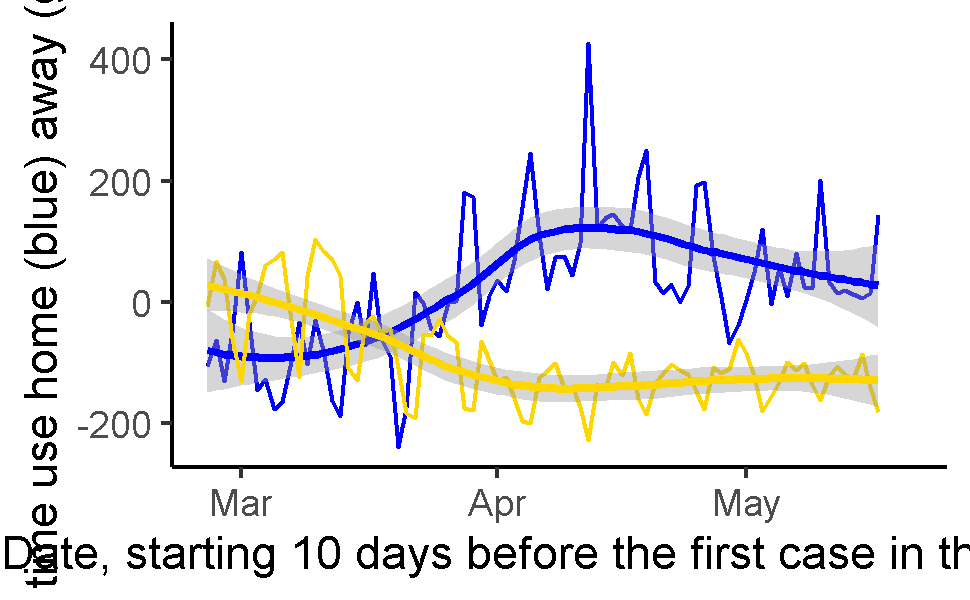 time use home (blue) away (
400
200
0
-200
Mar Apr May
Date, starting 10 days before the first case in th